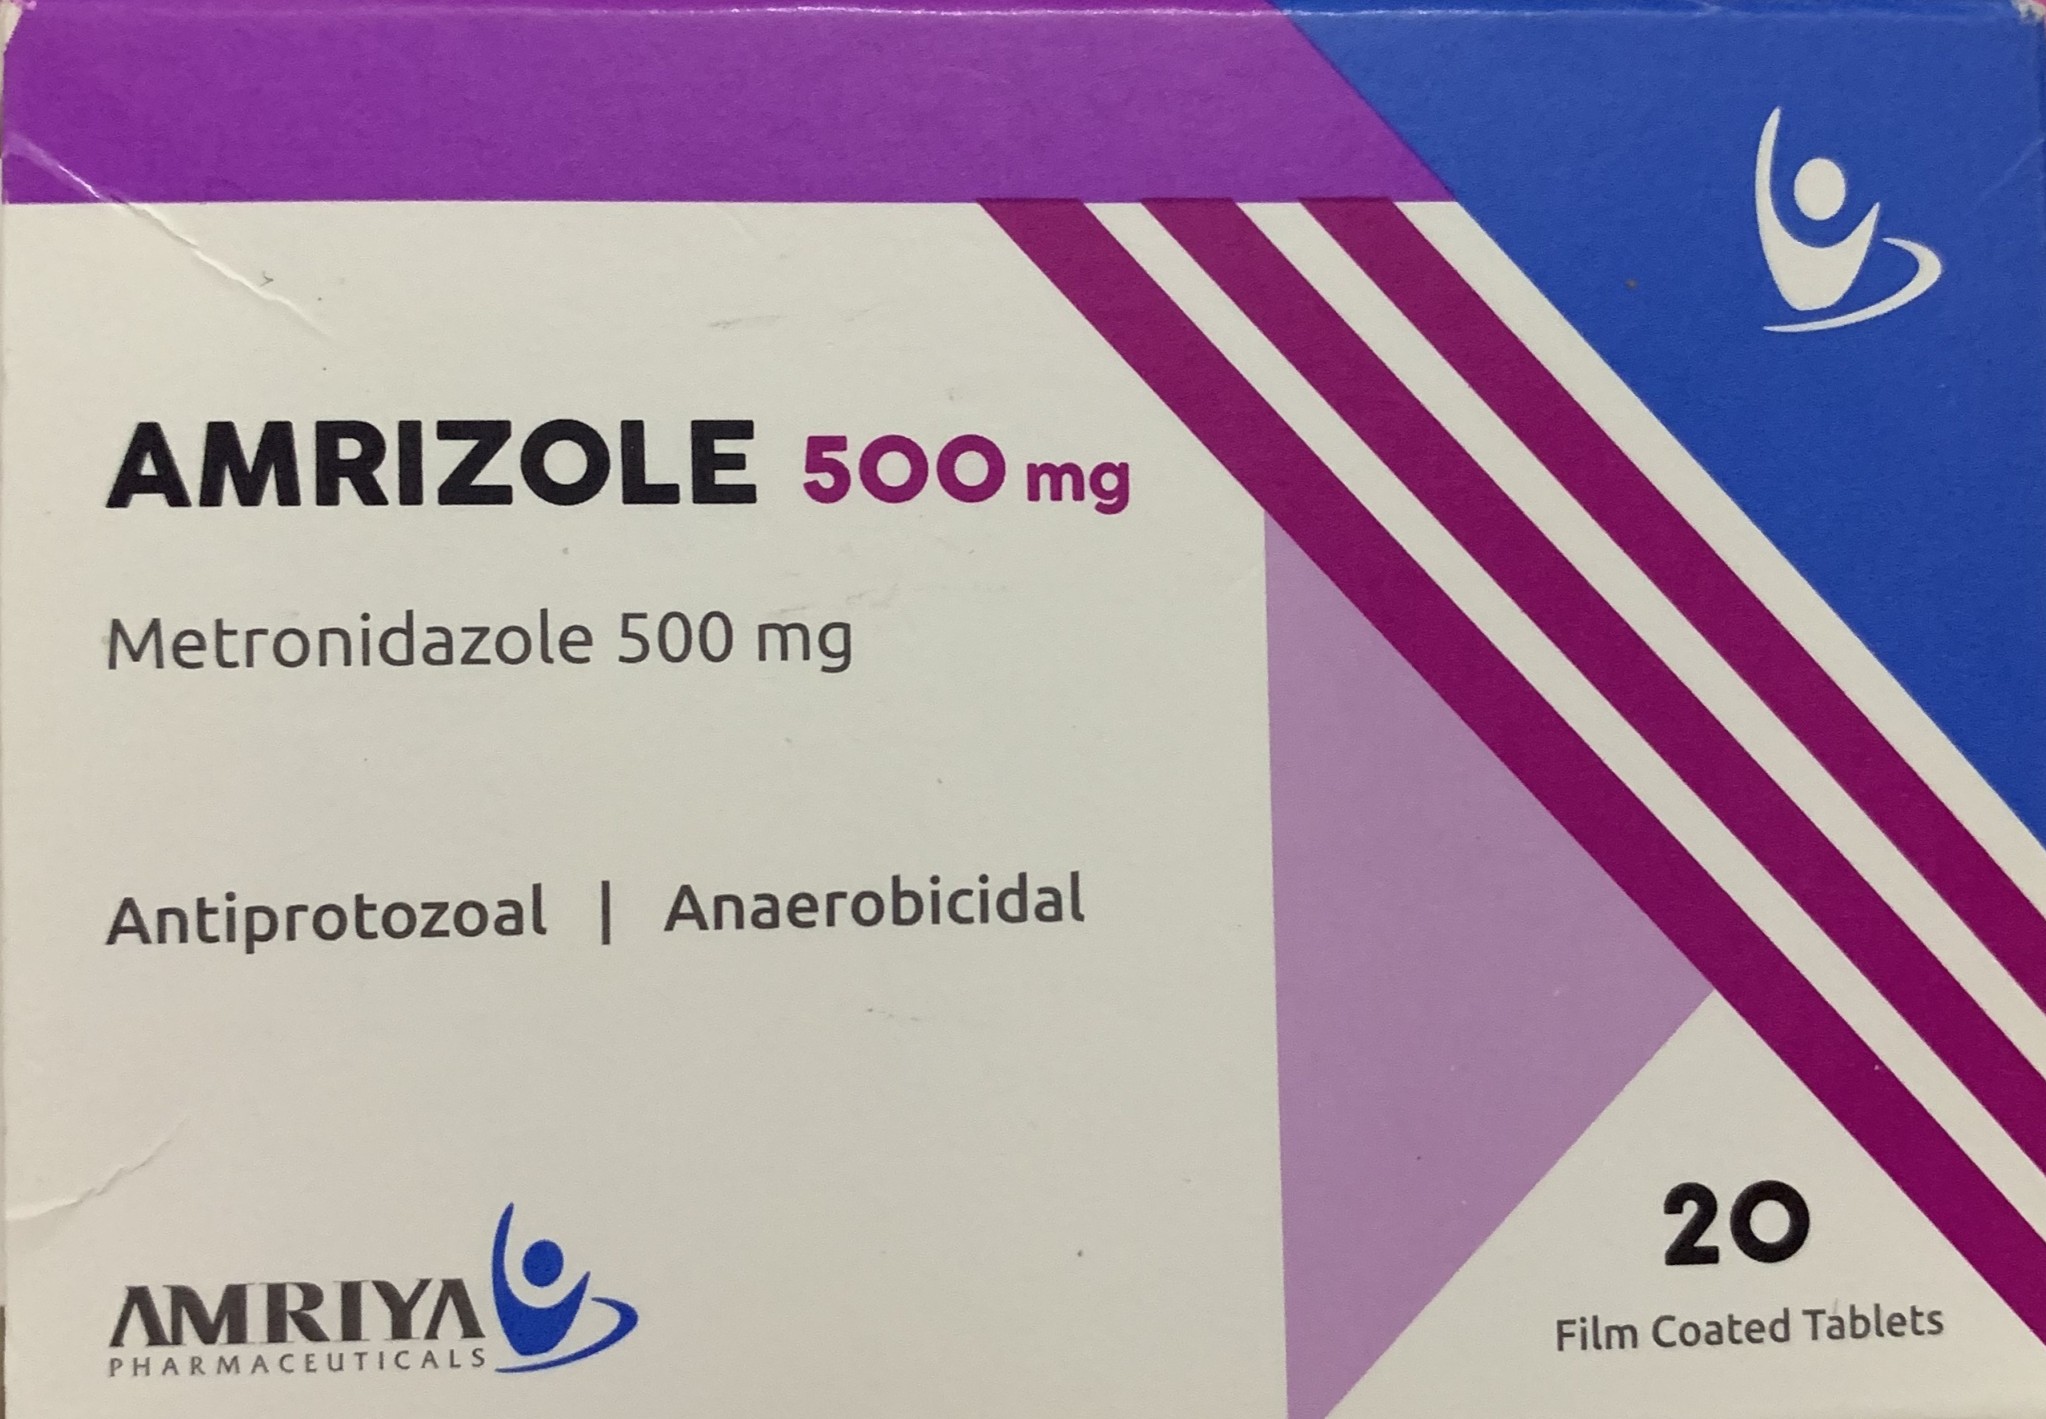 AMRIZOLE 500 mg
Metronidazole 500 mg
Antiprotozoal | Anaerobicidal
AMRIYA
PHARMACEUTICALS
20
Film Coated Tablets